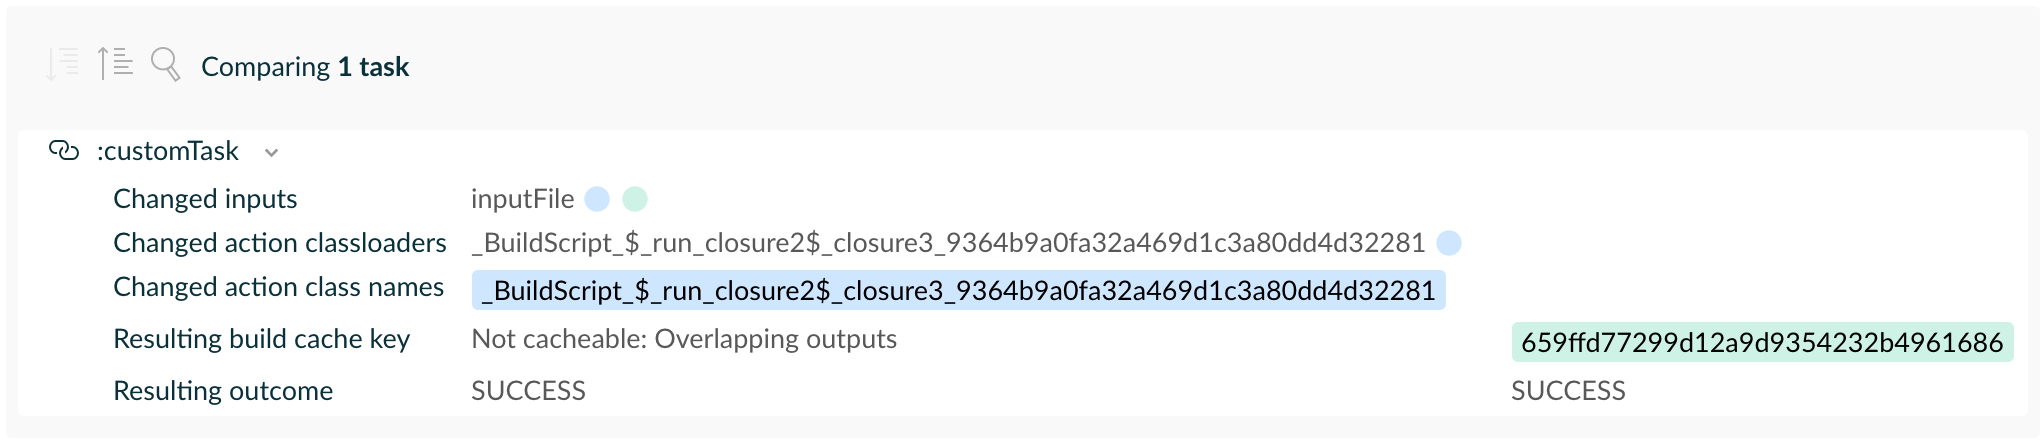 Comparing 1 task
:customTask
Changed inputs inputFile
Changed action classloaders _BuildScript_$_run_closure2$_closure3_9364b9a0fa32a469d1c3a80dd4d32281
Changed action class names _BuildScript_$_run_closure2$_closure3_9364b9a0fa32a469d1c3a80dd4d32281
Resulting build cache key Not cacheable: Overlapping outputs 659ffd77299d12a9d9354232b4961686
Resulting outcome SUCCESS SUCCESS